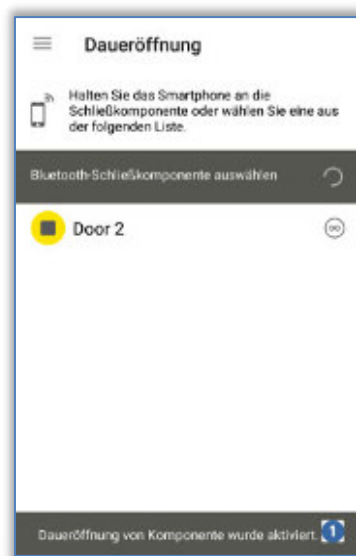 Daueröffnung
Halten Sie das Smartphone an die
Schließkomponente oder wählen Sie eine aus
der folgenden Liste.
Bluetooth-Schließkomponente auswählen
Door 2
Daueröffnung von Komponente wurde aktiviert. 1